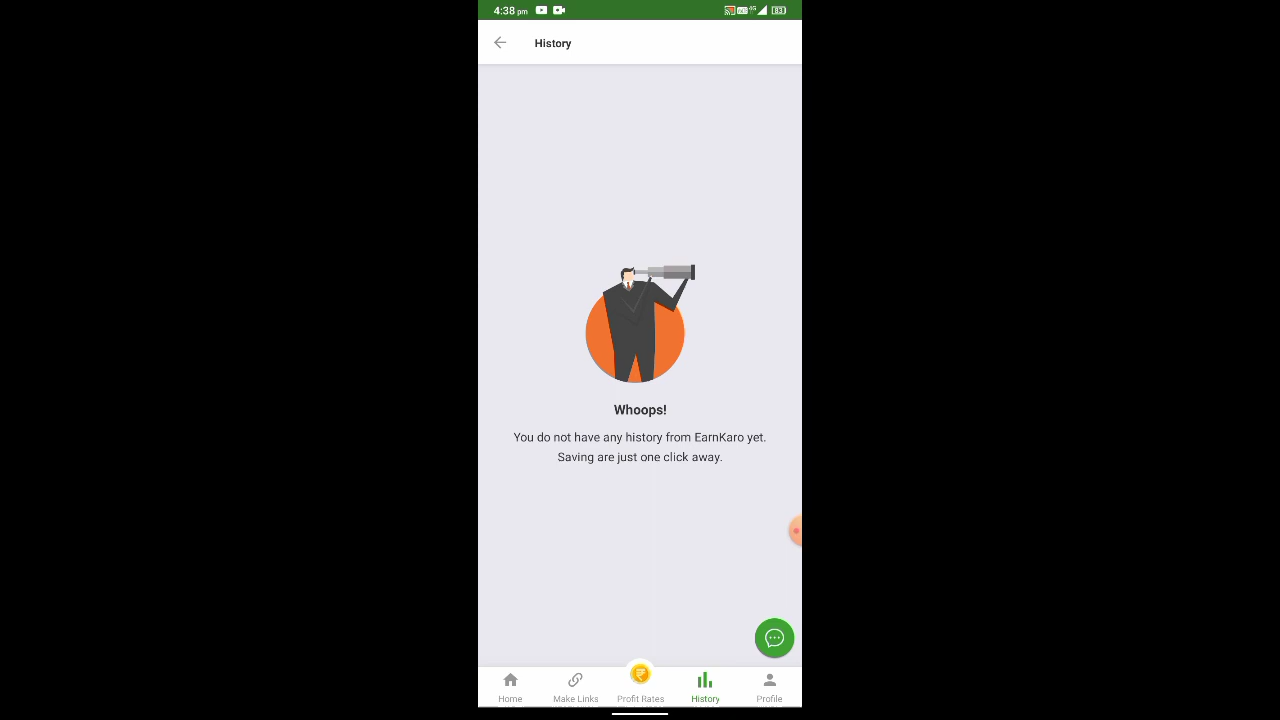 4:38 pm
83
History
Whoops!
You do not have any history from EarnKaro yet.
Saving are just one click away.
Home
Make Links
Profit Rates
History
Profile